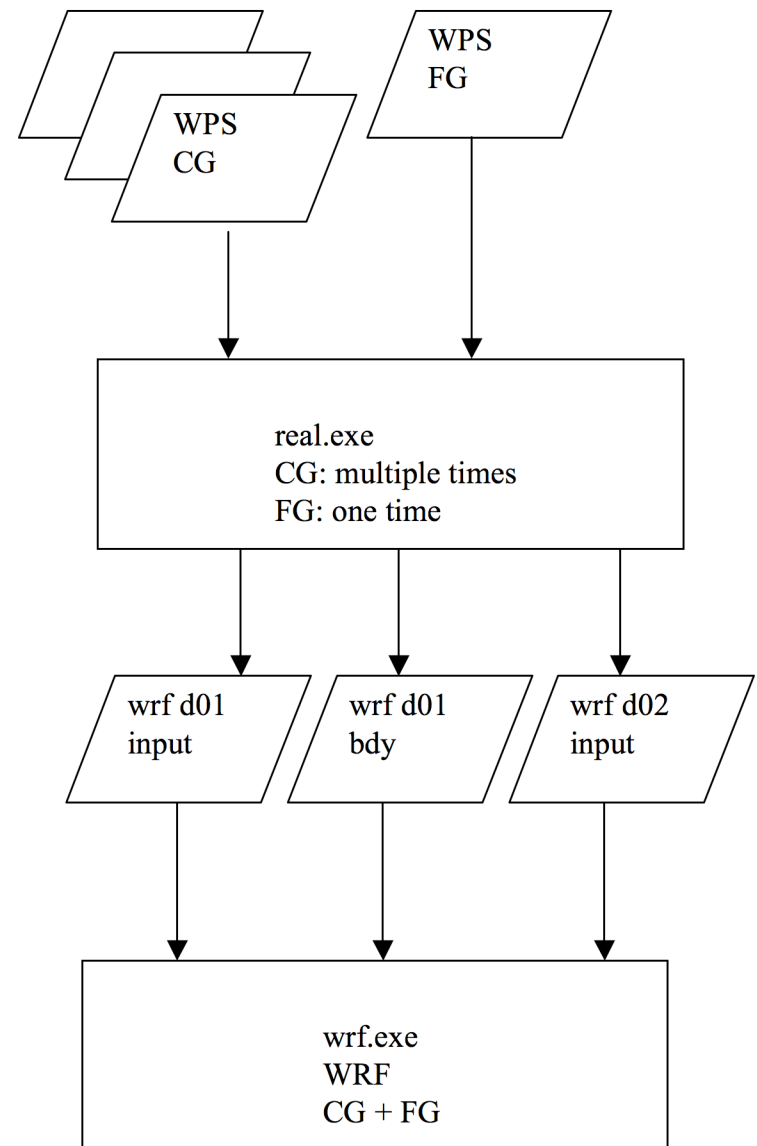 WPS
CG
WPS
FG
real.exe
CG: multiple times
FG: one time
wrf d01
input
wrf d01
bdy
wrf d02
input
wrf.exe
WRF
CG + FG